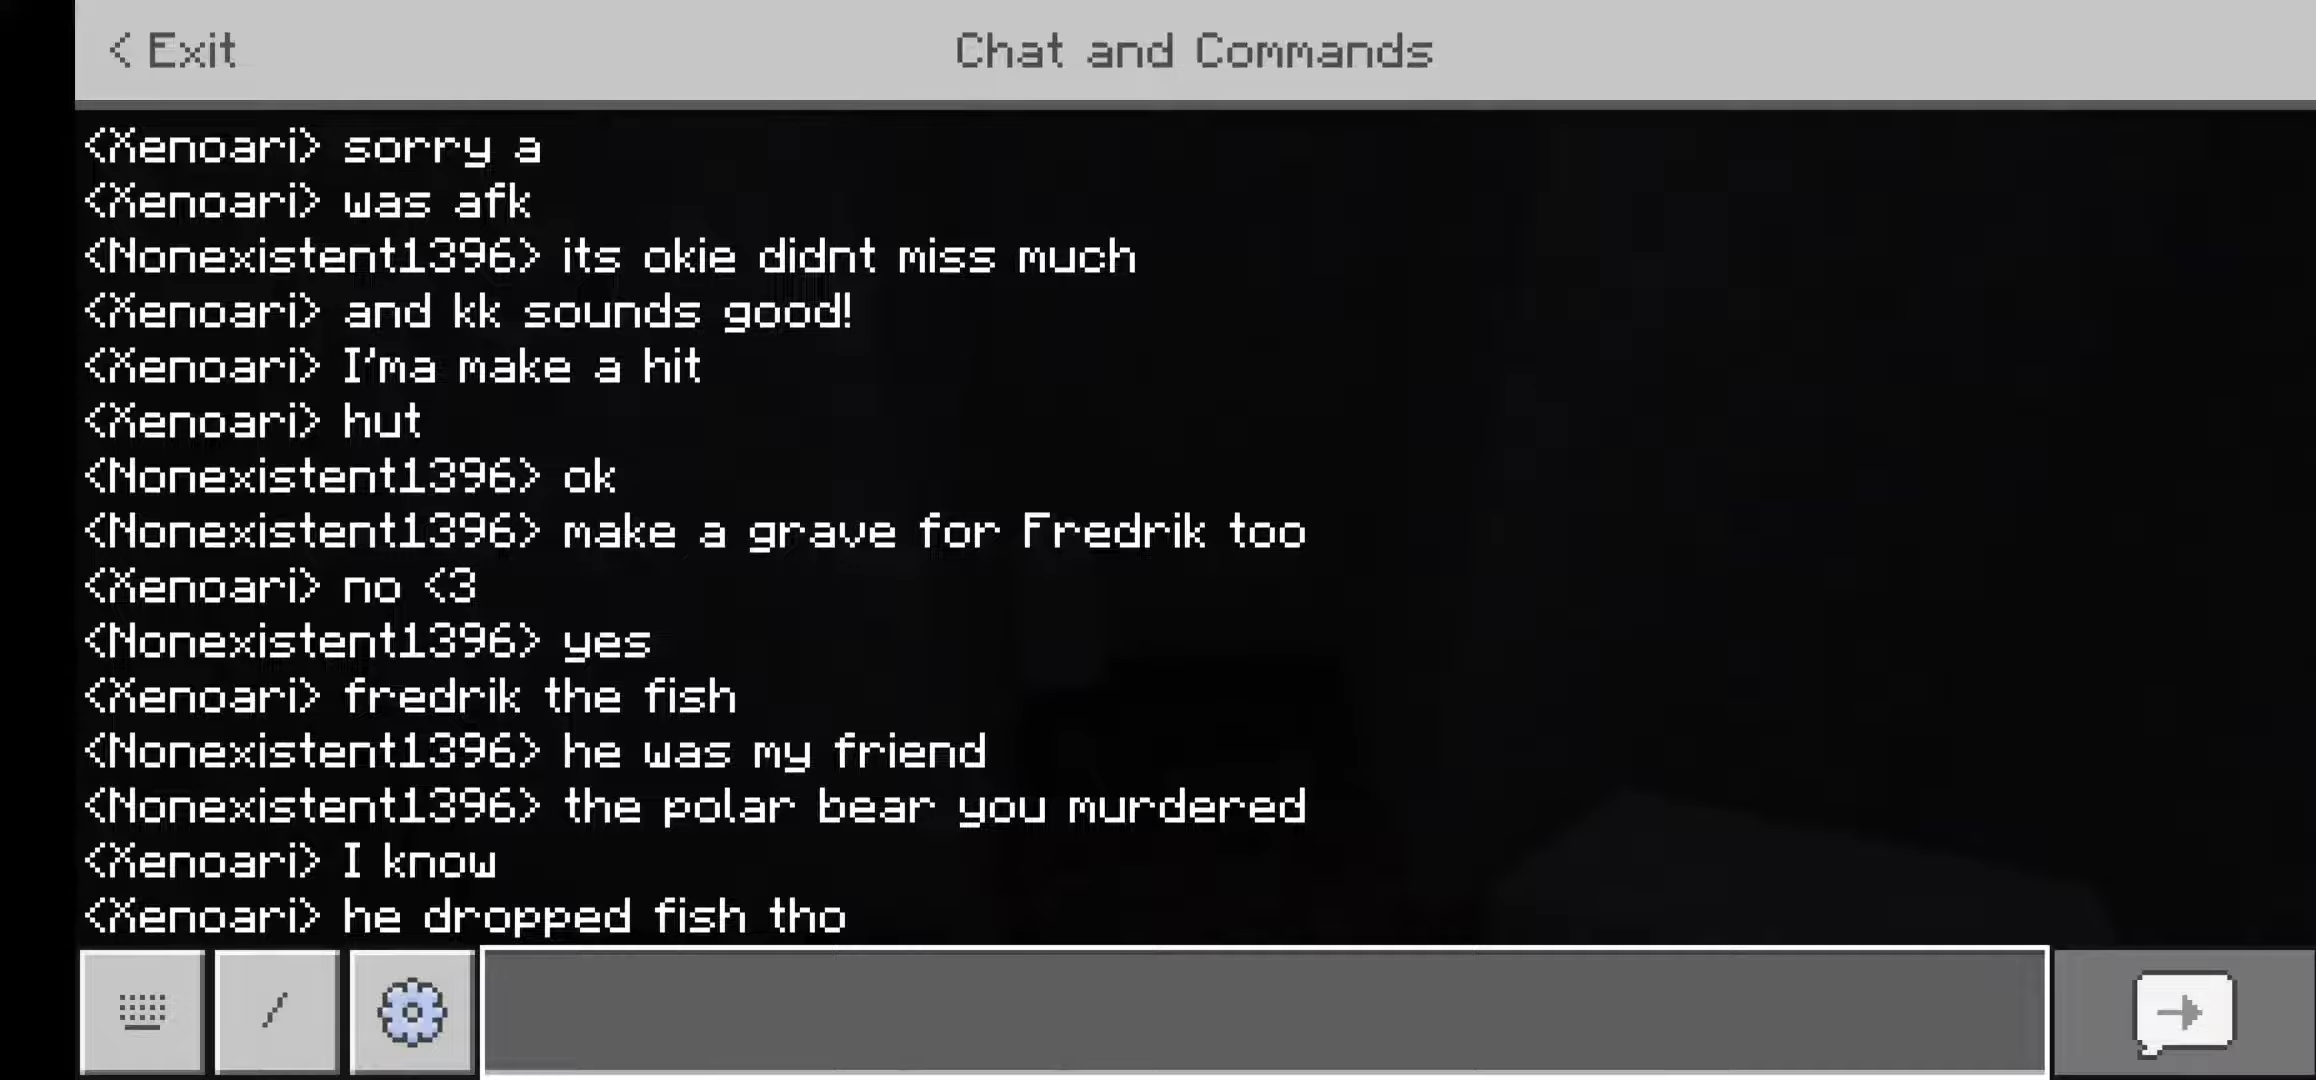 < Exit
Chat and Commands
<Xenoari> sorry a
<Xenoari> was afk
<Nonexistent1396> its okie didnt miss much
<Xenoari> and kk sounds good!
<Xenoari> I'ma make a hit
<Xenoari> hut
<Nonexistent1396> ok
<Nonexistent1396> make a grave for Fredrik too
<Xenoari> no <3
<Nonexistent1396> yes
<Xenoari> fredrik the fish
<Nonexistent1396> he was my friend
<Nonexistent1396> the polar bear you murdered
<Xenoari> I know
<Xenoari> he dropped fish tho
/